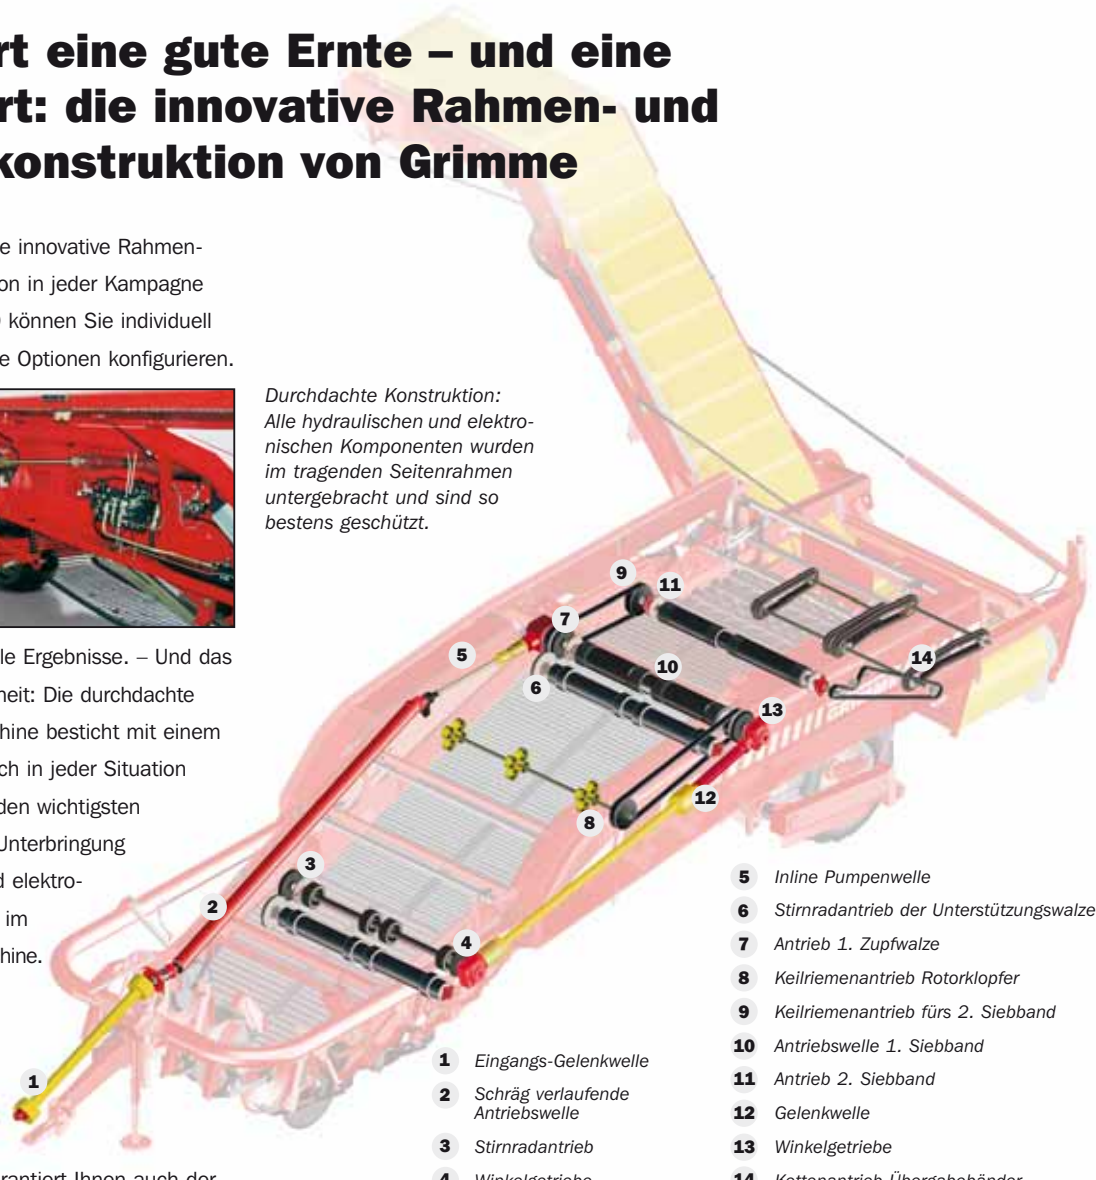 rt eine gute Ernte – und eine
rt: die innovative Rahmen- und
konstruktion von Grimme
e innovative Rahmen-
on in jeder Kampagne
können Sie individuell
e Optionen konfigurieren.
Durchdachte Konstruktion:
Alle hydraulischen und elektro-
nischen Komponenten wurden
im tragenden Seitenrahmen
untergebracht und sind so
bestens geschützt.
le Ergebnisse. – Und das
heit: Die durchdachte
hine besticht mit einem
ch in jeder Situation
den wichtigsten
Unterbringung
d elektro-
im
hine.
9
11
7
5
10
6
14
13
12
8
3
2
4
1
1 Eingangs-Gelenkwelle
2 Schräg verlaufende
Antriebswelle
3 Stirnradantrieb
4 Winkelgetriebe
5 Inline Pumpenwelle
6 Stirnradantrieb der Unterstützungswalze
7 Antrieb 1. Zupfwalze
8 Keilriemenantrieb Rotorklopfer
9 Keilriemenantrieb fürs 2. Siebband
10 Antriebswelle 1. Siebband
11 Antrieb 2. Siebband
12 Gelenkwelle
13 Winkelgetriebe
14 Kettenantrieb Übergabebänder
rantiert Ihnen auch der